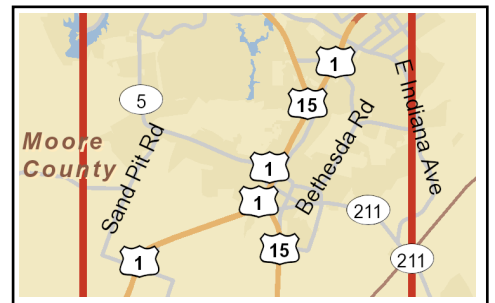 1
E Indiana Ave
5
15
Bethesda Rd
Moore
County
Sand Pit Rd
1
1
211
15
1
211